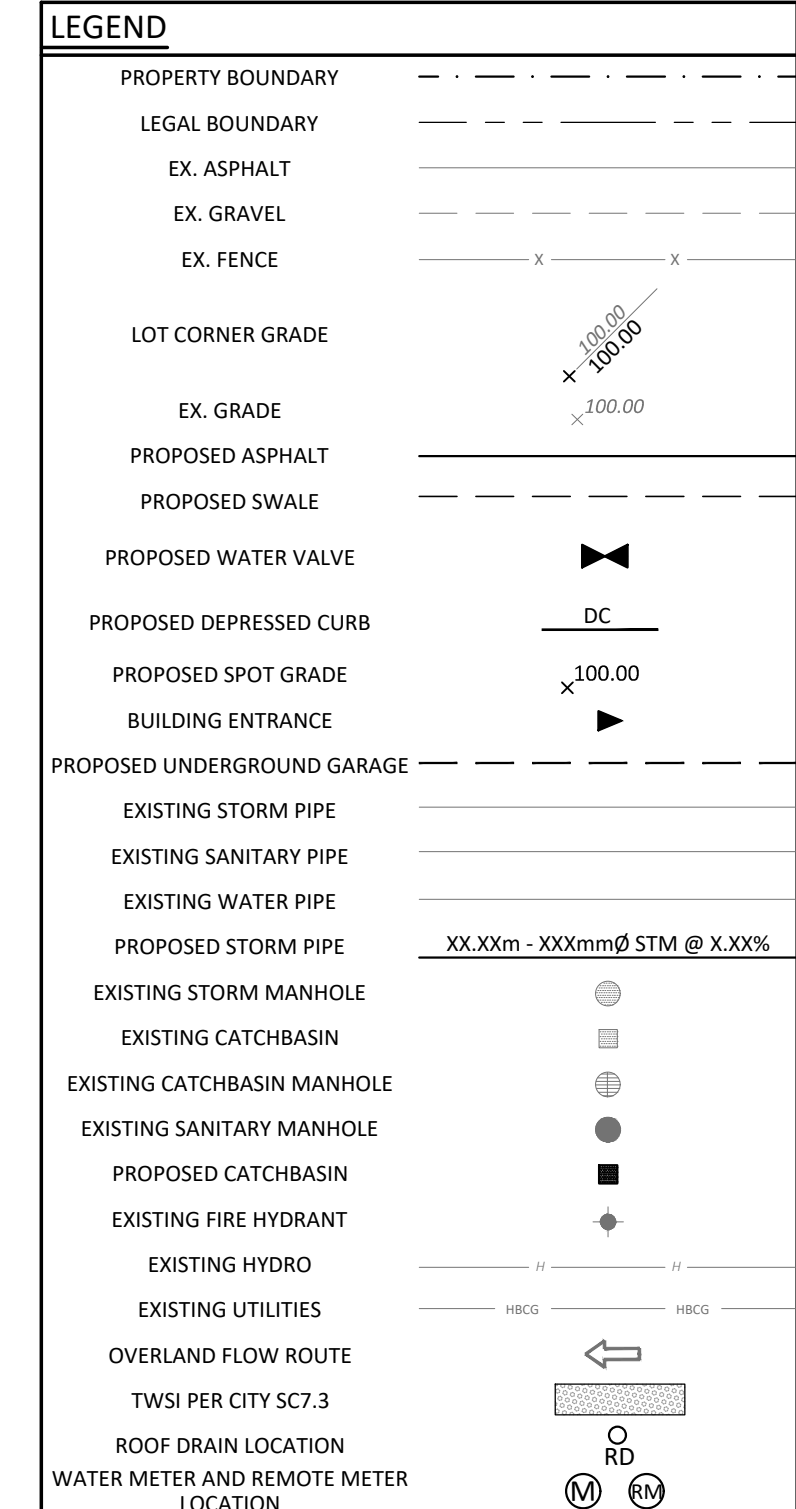 LEGEND
PROPERTY BOUNDARY
LEGAL BOUNDARY
EX. ASPHALT
EX. GRAVEL
EX. FENCE X X
LOT CORNER GRADE 100.00
100.00
EX. GRADE 100.00
PROPOSED ASPHALT
PROPOSED SWALE
PROPOSED WATER VALVE
PROPOSED DEPRESSED CURB DC
PROPOSED SPOT GRADE 100.00
BUILDING ENTRANCE
PROPOSED UNDERGROUND GARAGE
EXISTING STORM PIPE
EXISTING SANITARY PIPE
EXISTING WATER PIPE
PROPOSED STORM PIPE XX.XXm - XXXmmØ STM @ X.XX%
EXISTING STORM MANHOLE
EXISTING CATCHBASIN
EXISTING CATCHBASIN MANHOLE
EXISTING SANITARY MANHOLE
PROPOSED CATCHBASIN
EXISTING FIRE HYDRANT
EXISTING HYDRO H H
EXISTING UTILITIES HBCG HBCG
OVERLAND FLOW ROUTE
TWSI PER CITY SC7.3
ROOF DRAIN LOCATION RD
WATER METER AND REMOTE METER M RM
LOCATION